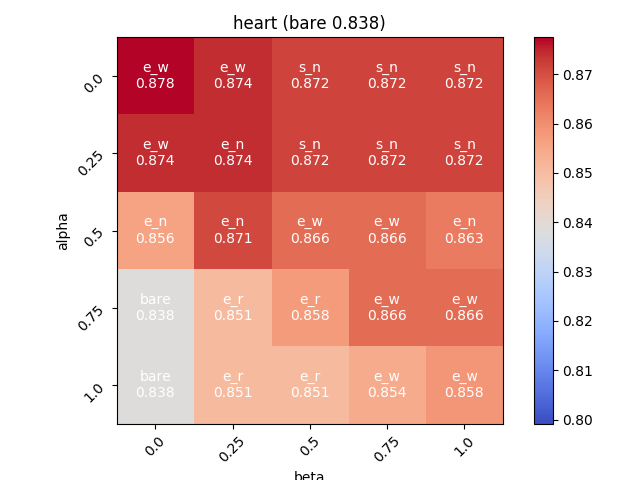 heart (bare 0.838)
alpha
0.0
e_w
0.878
e_w
0.874
s_n
0.872
s_n
0.872
s_n
0.872
0.25
e_w
0.874
e_n
0.874
s_n
0.872
s_n
0.872
s_n
0.872
0.5
e_n
0.856
e_n
0.871
e_w
0.866
e_w
0.866
e_n
0.863
0.75
bare
0.838
e_r
0.851
e_r
0.858
e_w
0.866
e_w
0.866
1.0
bare
0.838
e_r
0.851
e_r
0.851
e_w
0.854
e_w
0.858
0.0
0.25
0.5
0.75
1.0
beta
0.87
0.86
0.85
0.84
0.83
0.82
0.81
0.80